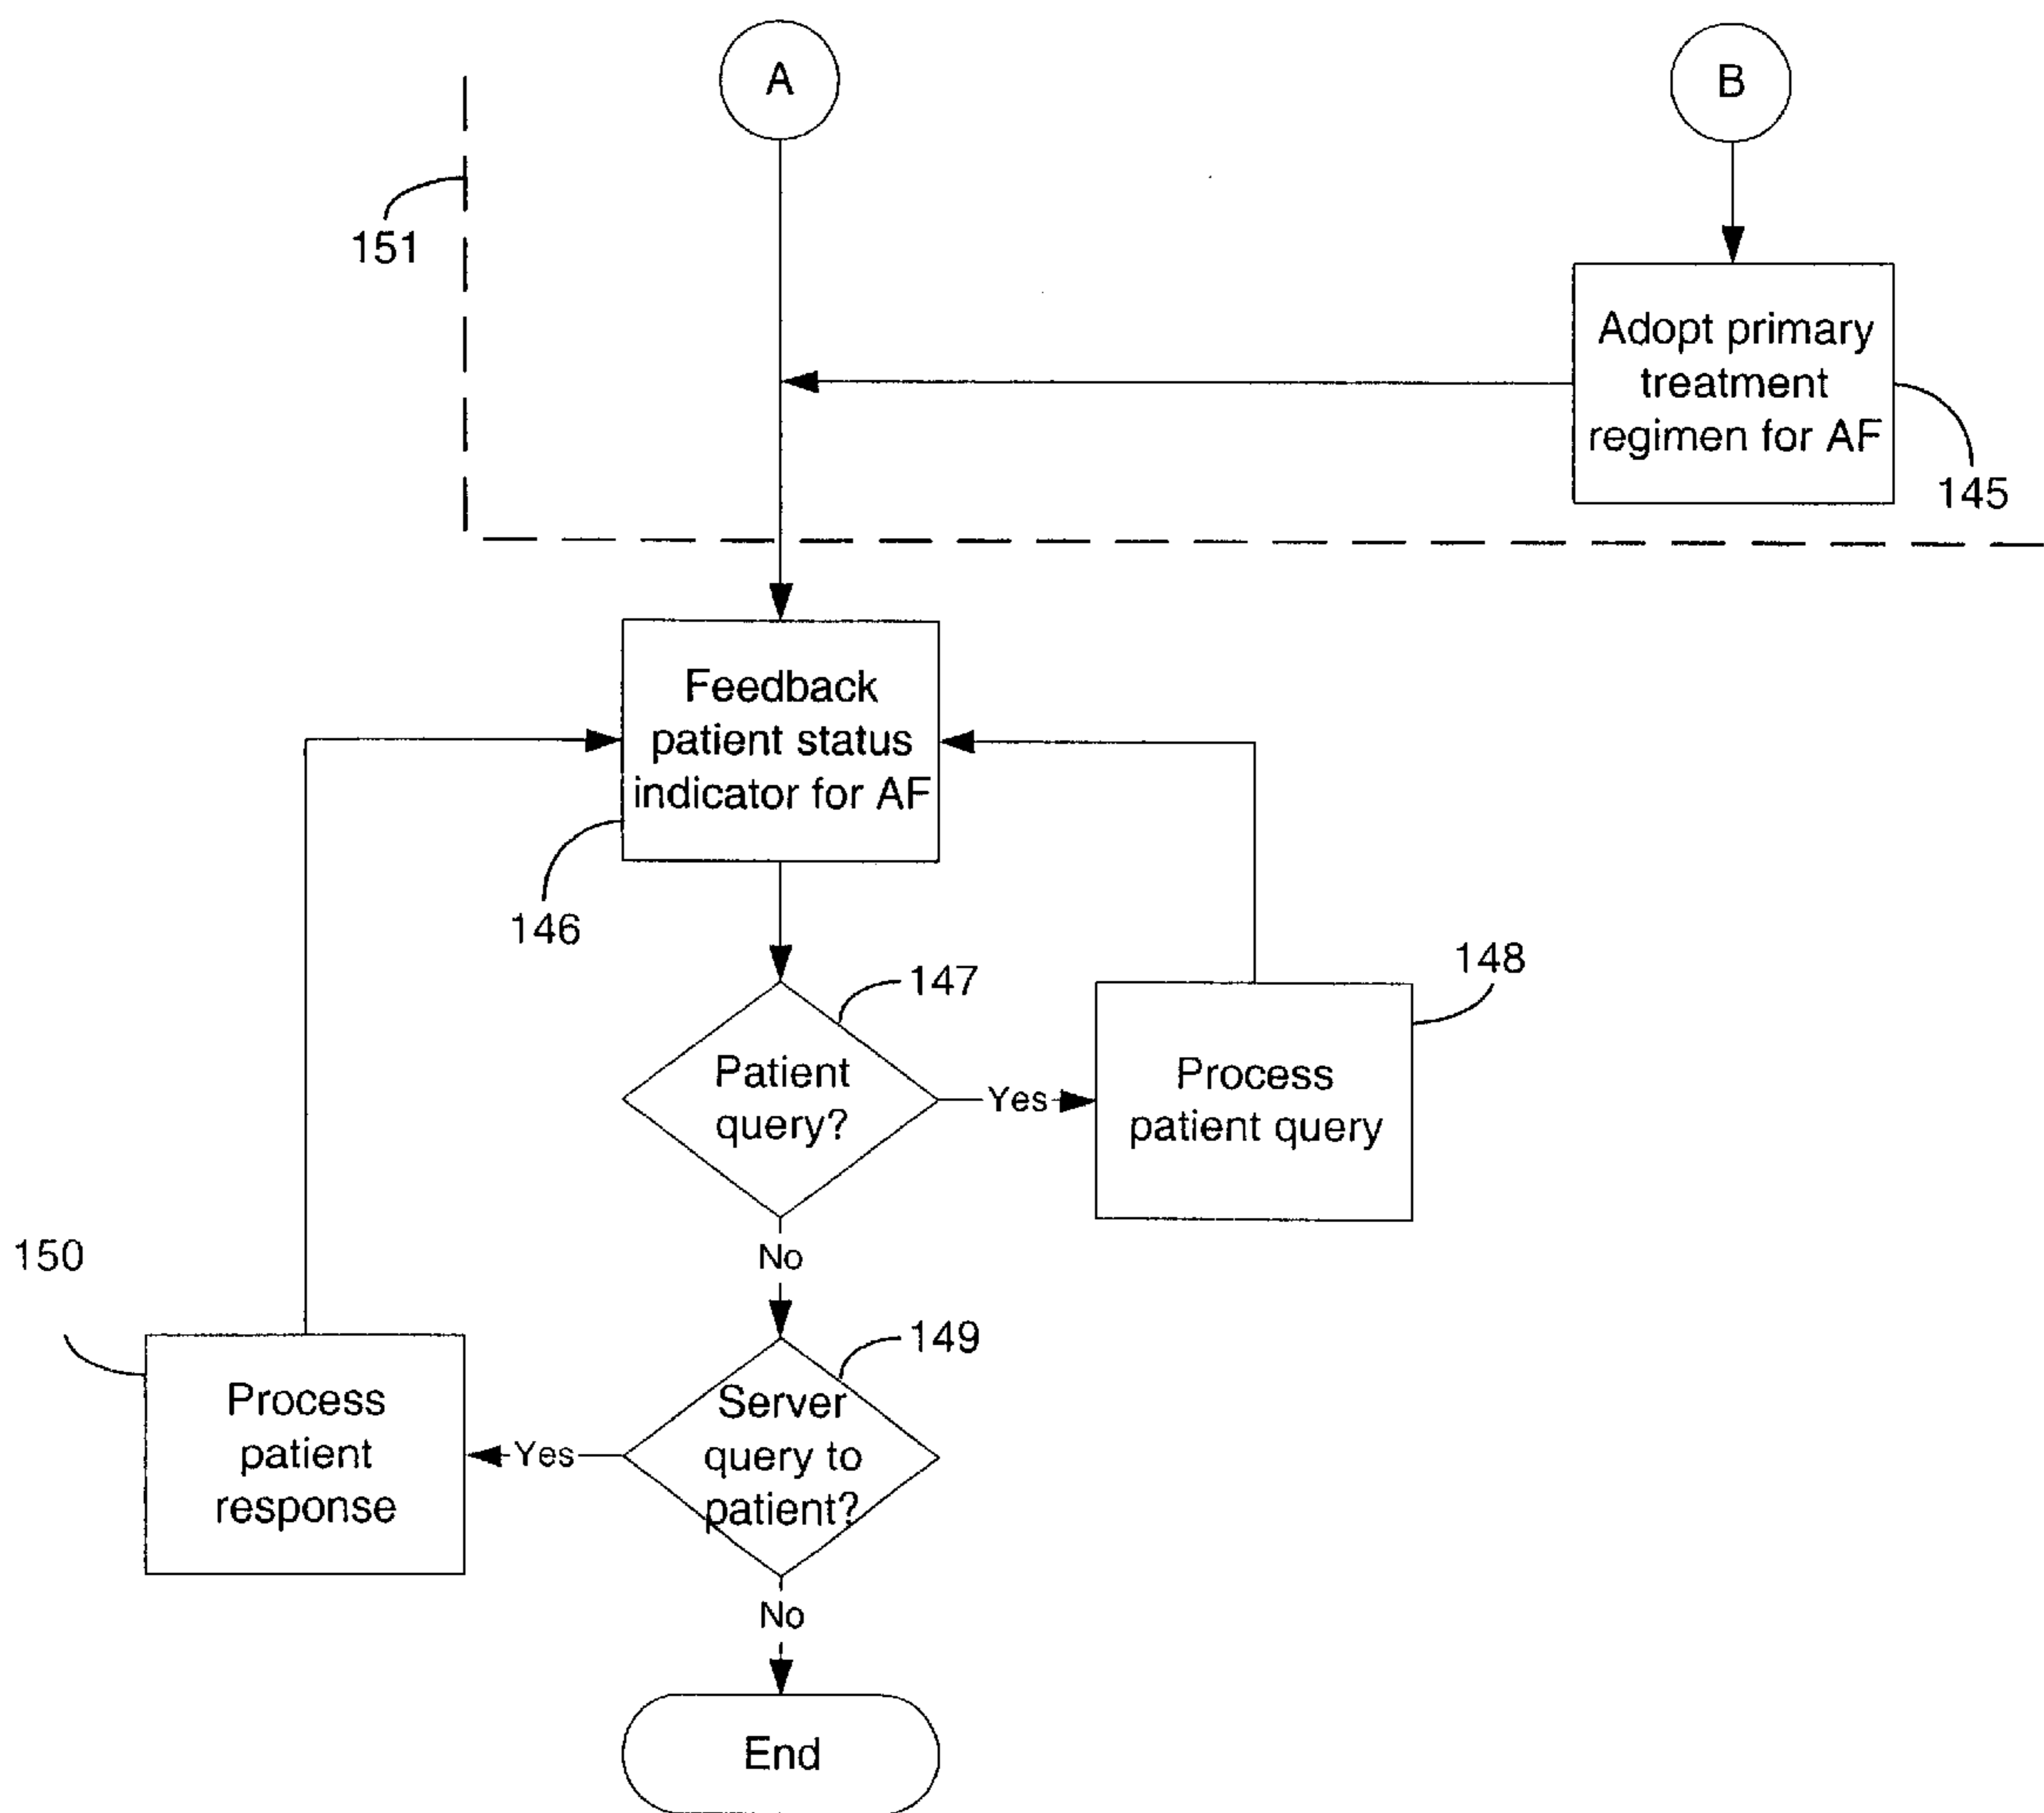 A
B
151
Adopt primary
treatment
regimen for AF
145
Feedback
patient status
indicator for AF
146
147
148
Patient
query?
Yes
Process
patient query
No
150
149
Process
patient
response
Yes
Server
query to
patient?
No
End